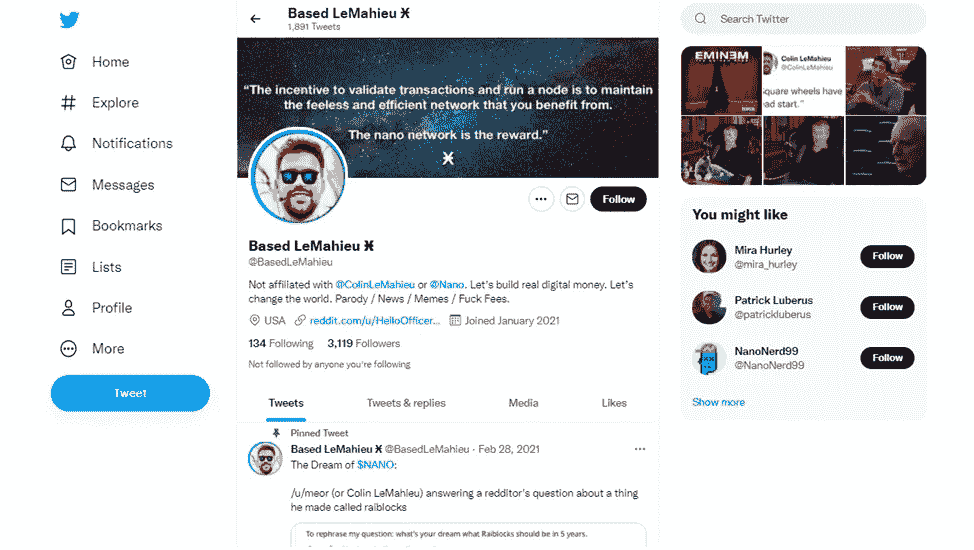 Home
Explore
Notifications
Messages
Bookmarks
Lists
Profile
More
Tweet
Based LeMahieu Ӿ
1,891 Tweets
“The incentive to validate transactions and run a node is to maintain
the feeless and efficient network that you benefit from.
The nano network is the reward.”
Ӿ
Follow
Based LeMahieu Ӿ
@BasedLeMahieu
Not affiliated with @ColinLeMahieu or @Nano. Let's build real digital money. Let's
change the world. Parody / News / Memes / Fuck Fees.
USA reddit.com/u/HelloOfficer... Joined January 2021
134 Following 3,119 Followers
Not followed by anyone you're following
Tweets Tweets & replies Media Likes
Pinned Tweet
Based LeMahieu Ӿ @BasedLeMahieu · Feb 28, 2021
The Dream of $NANO:
/u/meor (or Colin LeMahieu) answering a redditor's question about a thing
he made called raiblocks
To rephrase my question: what's your dream what Raiblocks should be in 5 years.
Search Twitter
EMINEM
Colin LeMahieu
@ColinLeMahieu
quare wheels have
ad start."
You might like
Mira Hurley
@mira_hurley
Follow
Patrick Luberus
@patrickluberus
Follow
NanoNerd99
@NanoNerd99
Follow
Show more